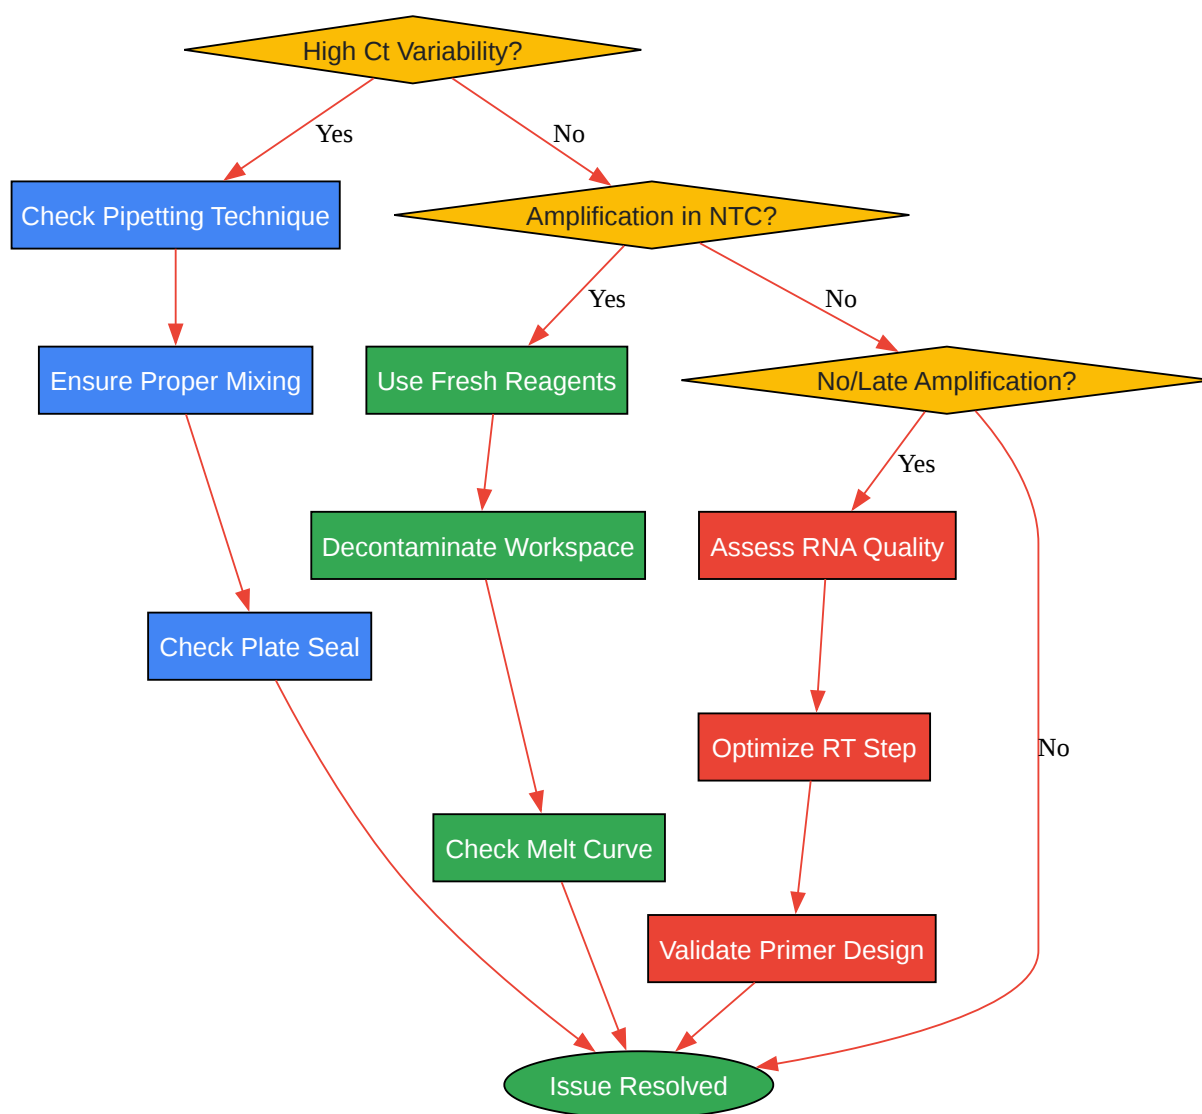 High Ct Variability?
Yes
No
Check Pipetting Technique
Amplification in NTC?
Yes
No
Ensure Proper Mixing
Use Fresh Reagents
No/Late Amplification?
Yes
Decontaminate Workspace
Assess RNA Quality
Check Plate Seal
Optimize RT Step
No
Check Melt Curve
Validate Primer Design
Issue Resolved